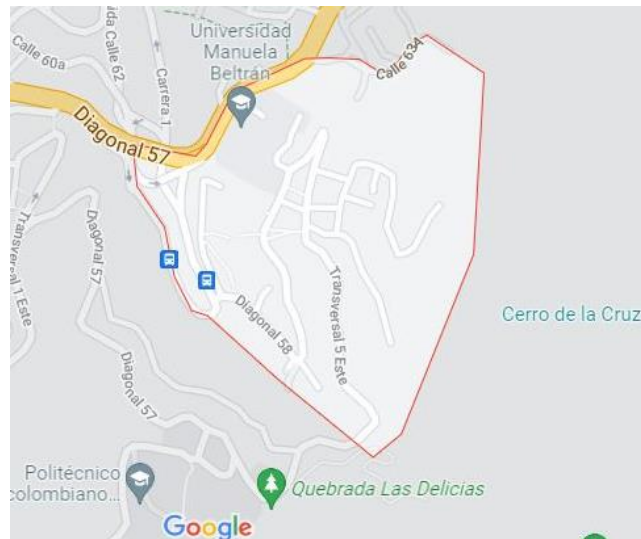 Universidad
Manuela
Beltrán
Calle 63A
Calle 62
Calle 60a
Carrera 1
Diagonal 57
Diagonal 57
Transversal 1 Este
Cerro de la Cruz
Diagonal 58
Transversal 5 Este
Diagonal 57
Politécnico
colombiano...
Quebrada Las Delicias
Google